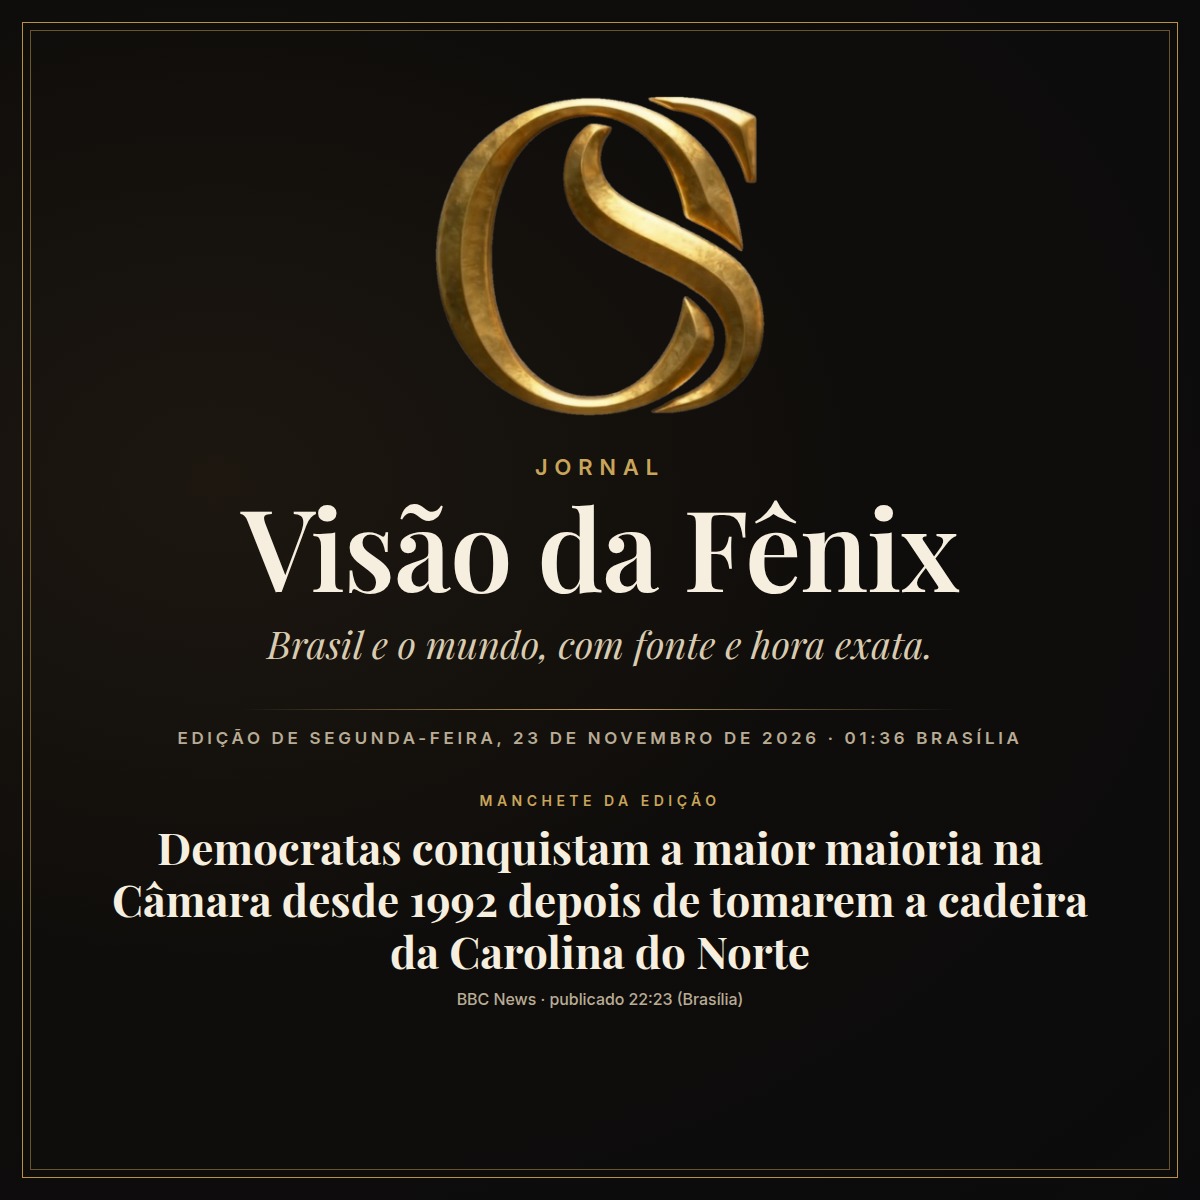 CS
JORNAL
Visão da Fênix
Brasil e o mundo, com fonte e hora exata.
EDIÇÃO DE SEGUNDA-FEIRA, 23 DE NOVEMBRO DE 2026 · 01:36 BRASÍLIA
MANCHETE DA EDIÇÃO
Democratas conquistam a maior maioria na
Câmara desde 1992 depois de tomarem a cadeira
da Carolina do Norte
BBC News · publicado 22:23 (Brasília)